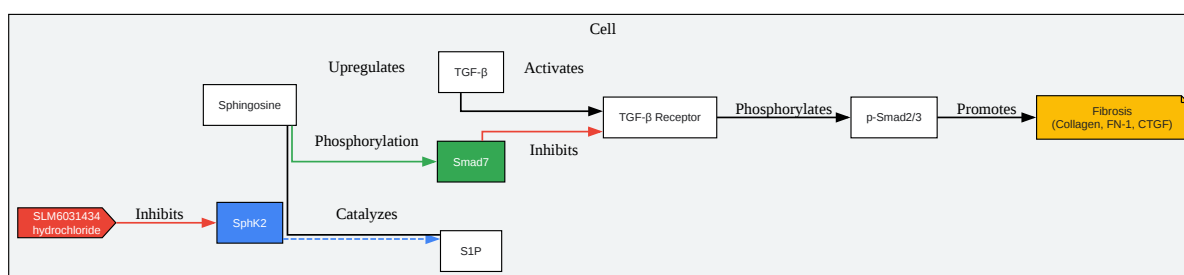 Cell
Upregulates
TGF-β
Activates
Sphingosine
TGF-β Receptor
Phosphorylates
p-Smad2/3
Promotes
Fibrosis
(Collagen, FN-1, CTGF)
Phosphorylation
Smad7
Inhibits
SLM6031434
hydrochloride
Inhibits
SphK2
Catalyzes
S1P